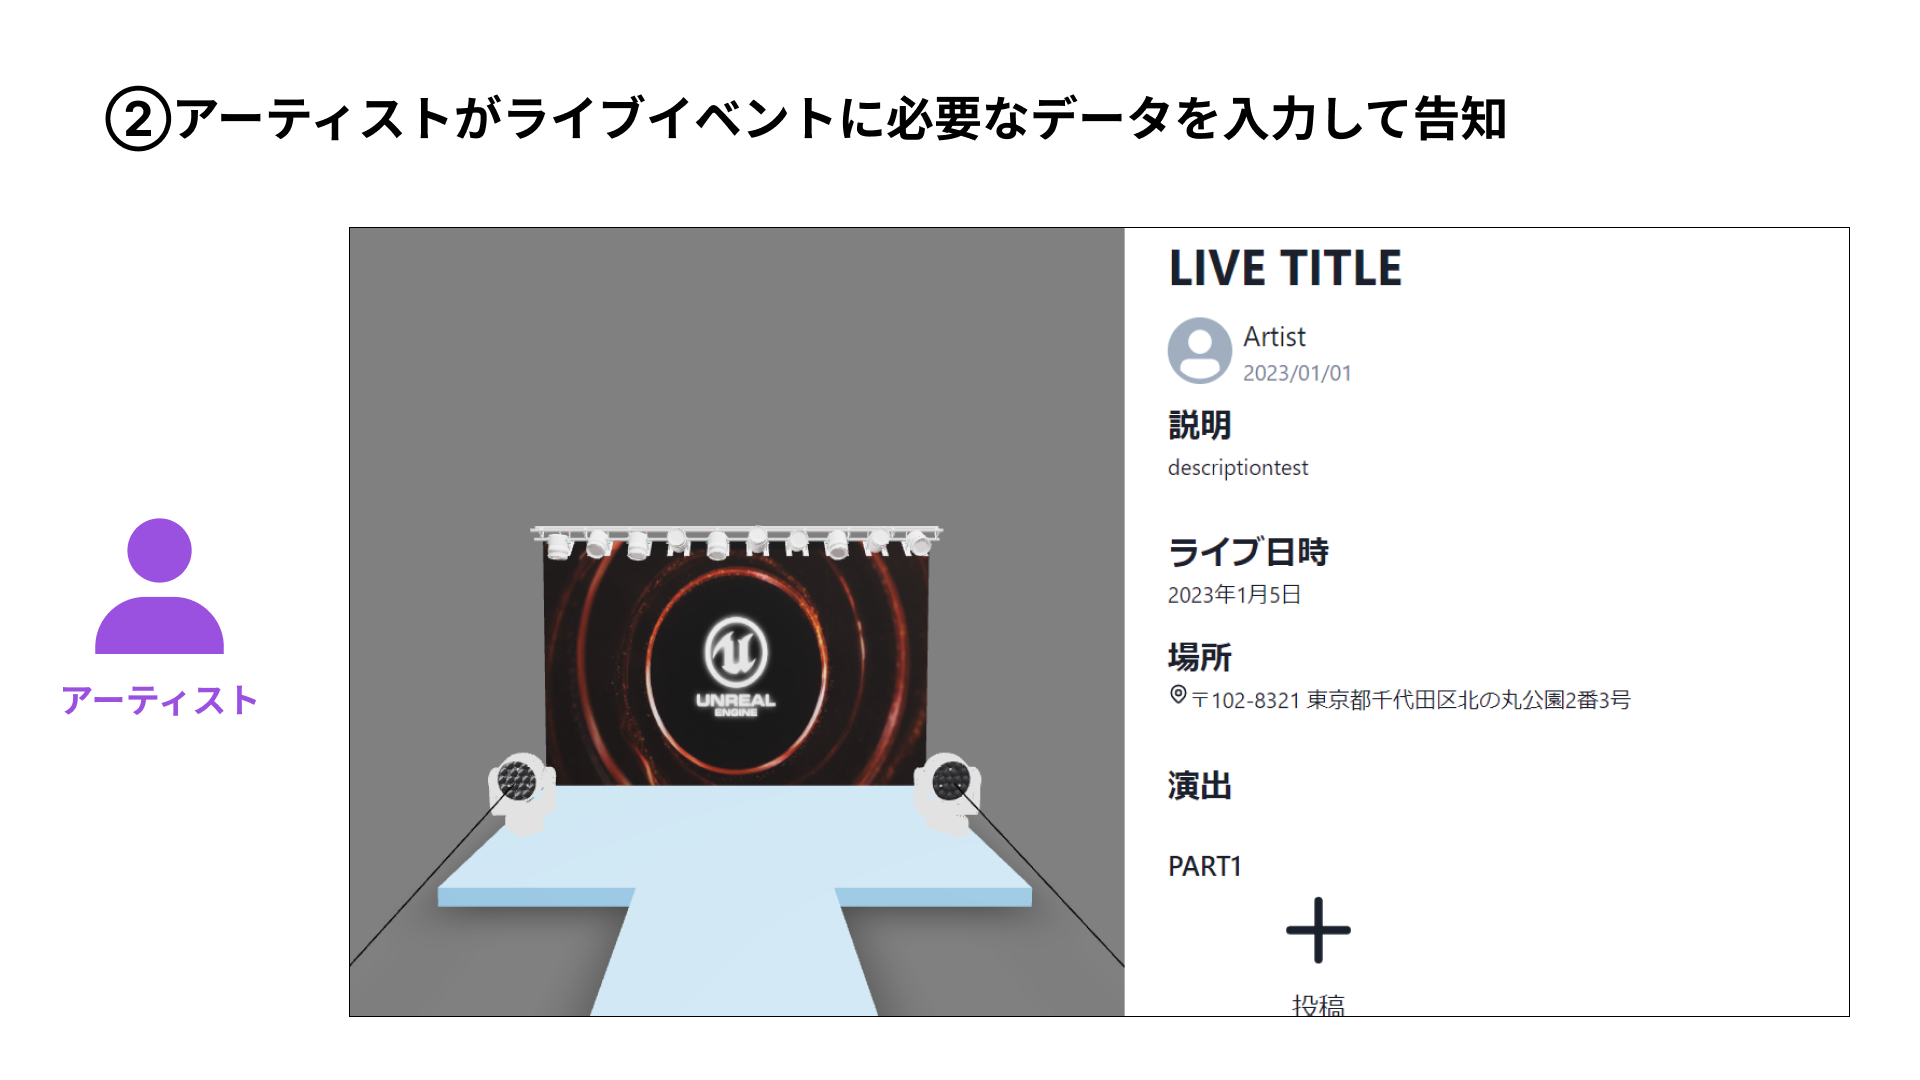 ②アーティストがライブイベントに必要なデータを入力して告知
アーティスト
UNREAL
ENGINE
LIVE TITLE
Artist
2023/01/01
説明
descriptiontest
ライブ日時
2023年1月5日
場所
〒102-8321 東京都千代田区北の丸公園2番3号
演出
PART1
投稿